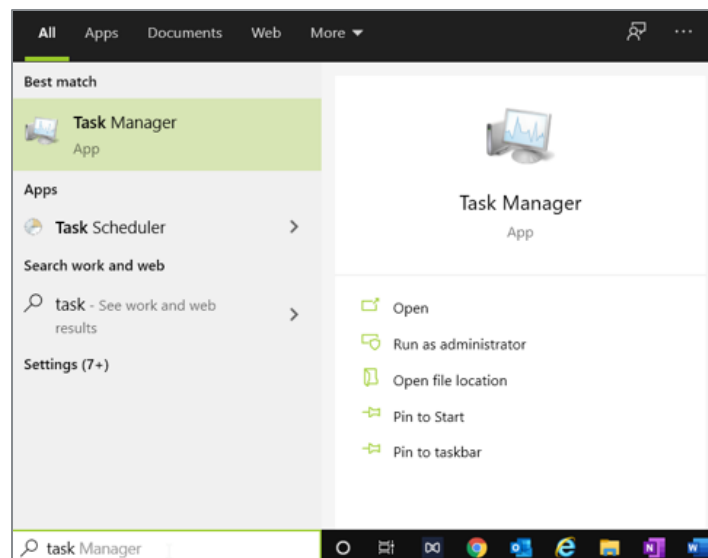 All Apps Documents Web More
Best match
Task Manager
App
Apps
Task Scheduler
Search work and web
task - See work and web
results
Settings (7+)
Task Manager
App
Open
Run as administrator
Open file location
Pin to Start
Pin to taskbar
task Manager